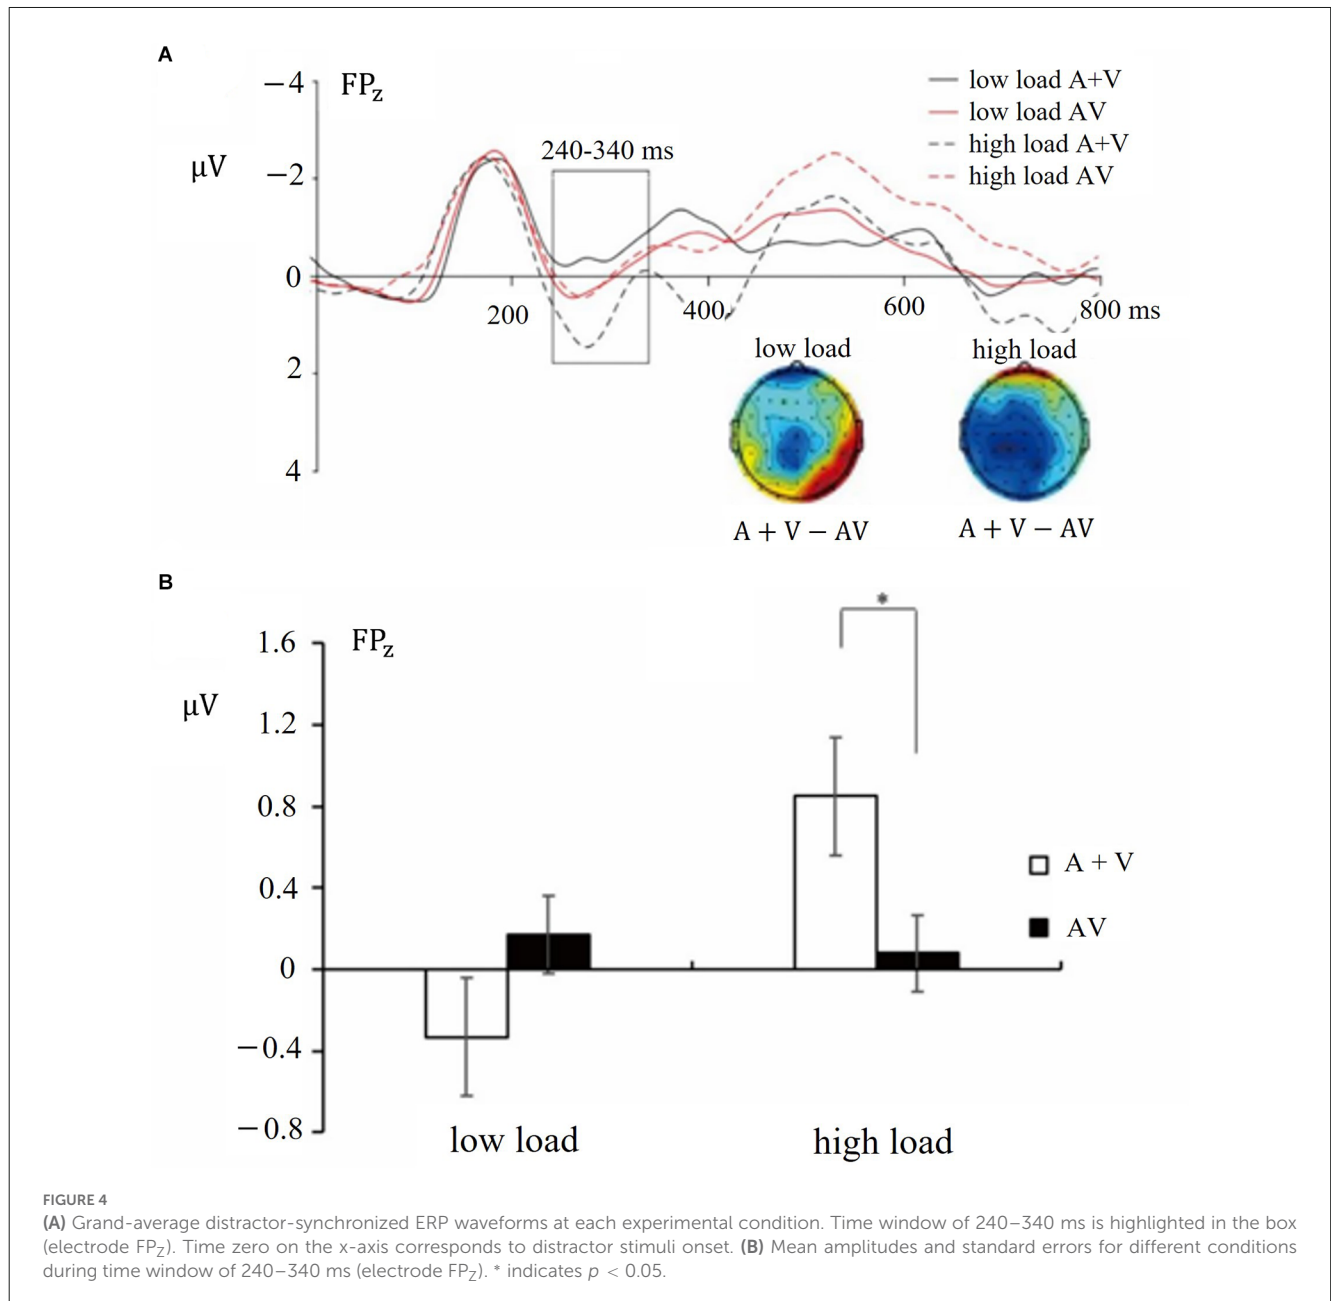 A
−4
FPz
μV
−2
0
2
4
240-340 ms
200
400
600
800 ms
low load A+V
low load AV
high load A+V
high load AV
low load
high load
A + V − AV
A + V − AV
B
1.6
FPz
μV
1.2
0.8
0.4
0
−0.4
−0.8
*
A + V
AV
low load
high load
FIGURE 4
(A) Grand-average distractor-synchronized ERP waveforms at each experimental condition. Time window of 240–340 ms is highlighted in the box
(electrode FPZ). Time zero on the x-axis corresponds to distractor stimuli onset. (B) Mean amplitudes and standard errors for different conditions
during time window of 240–340 ms (electrode FPZ). * indicates p < 0.05.